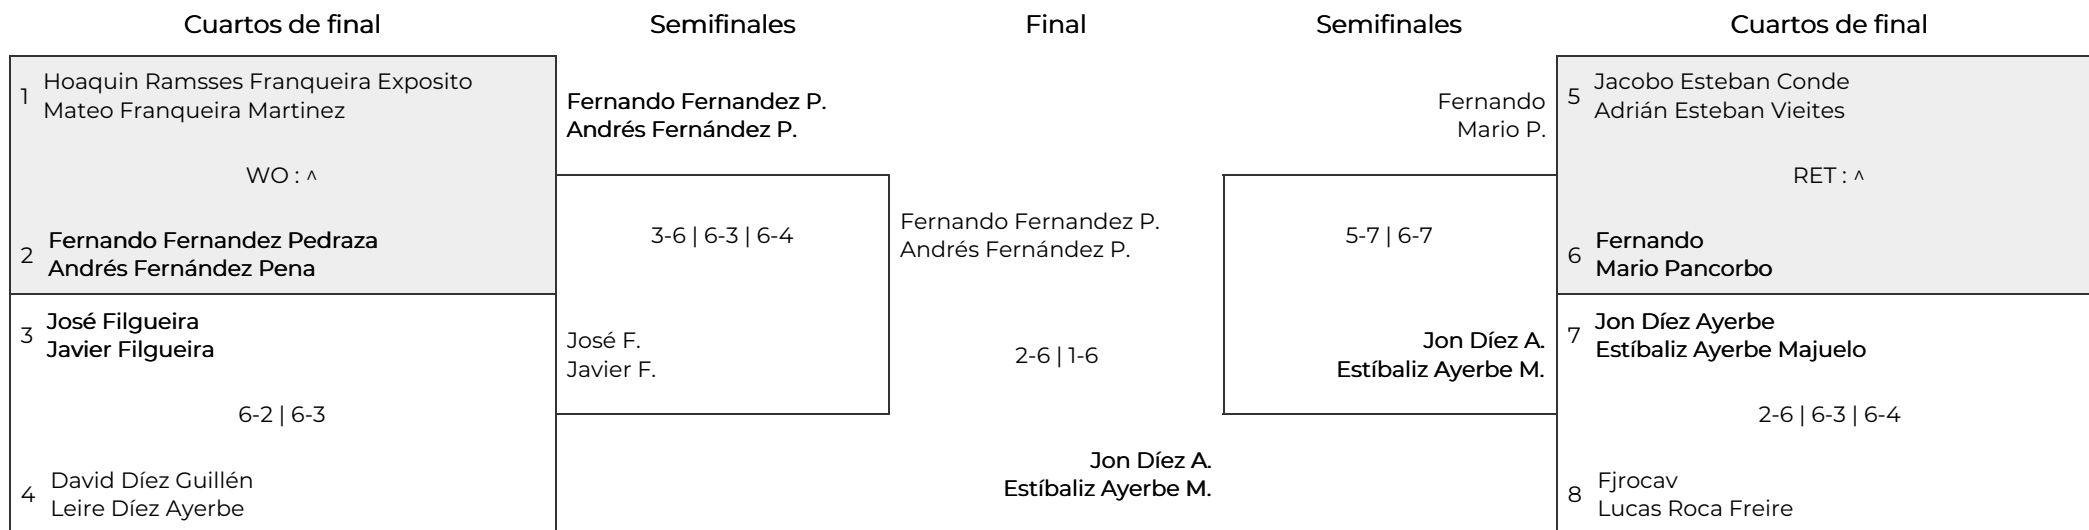 Cuartos de final
Semifinales
Final
Semifinales
Cuartos de final
1
Hoaquin Ramsses Franqueira Exposito
Mateo Franqueira Martinez
WO : ^
2
Fernando Fernandez Pedraza
Andrés Fernández Pena
3
José Filgueira
Javier Filgueira
6-2 | 6-3
4
David Díez Guillén
Leire Díez Ayerbe
Fernando Fernandez P.
Andrés Fernández P.
3-6 | 6-3 | 6-4
José F.
Javier F.
Fernando Fernandez P.
Andrés Fernández P.
2-6 | 1-6
Jon Díez A.
Estíbaliz Ayerbe M.
Fernando
Mario P.
5-7 | 6-7
Jon Díez A.
Estíbaliz Ayerbe M.
5
Jacobo Esteban Conde
Adrián Esteban Vieites
RET : ^
6
Fernando
Mario Pancorbo
7
Jon Díez Ayerbe
Estíbaliz Ayerbe Majuelo
2-6 | 6-3 | 6-4
8
Fjrocav
Lucas Roca Freire